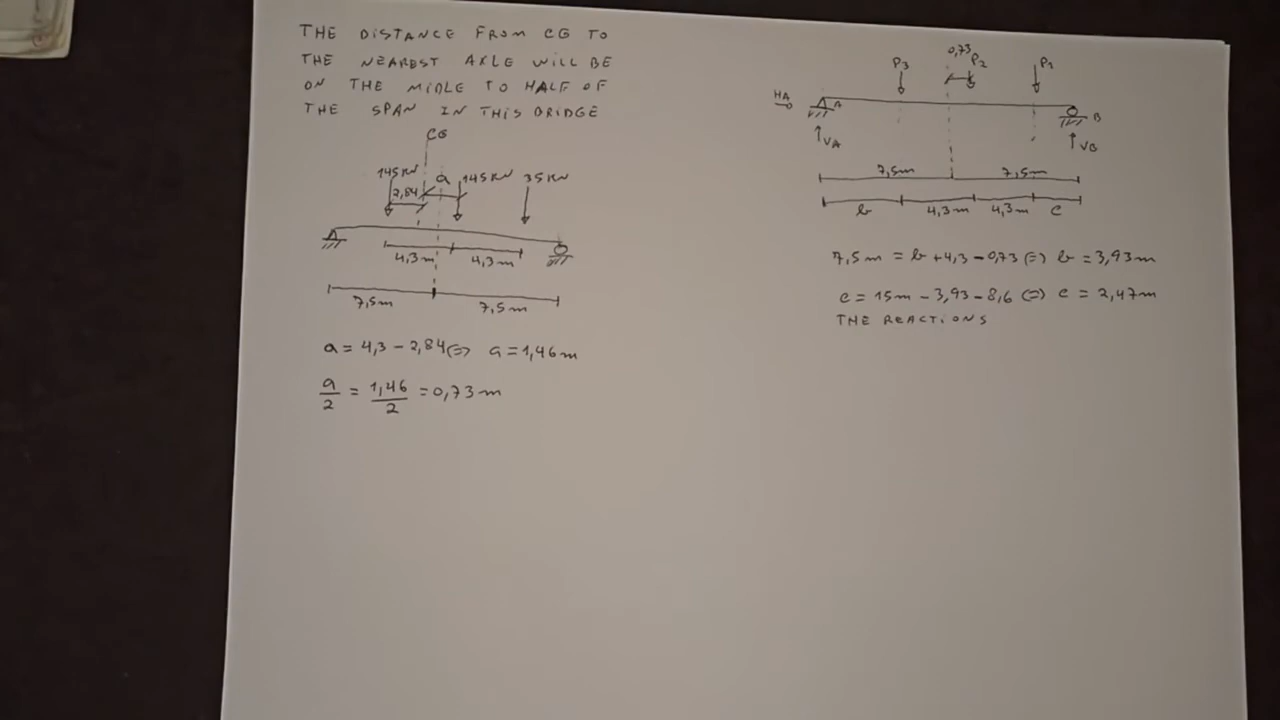 THE DISTANCE FROM CG TO
THE NEAREST AXLE WILL BE
ON THE MIDLE TO HALF OF
THE SPAN IN THIS BRIDGE
CG
145KN a 145KN 35KN
2,84
4,3m 4,3m
7,5m 7,5m
a = 4,3 - 2,84 (=> a = 1,46m
a/2 = 1,46/2 = 0,73m
0,73
P3 P2 P1
HA A B
VA VB
7,5m 7,5m
b 4,3m 4,3m c
7,5m = b + 4,3 - 0,73 (=) b = 3,93m
c = 15m - 3,93 - 8,6 (=) c = 2,47m
THE REACTIONS